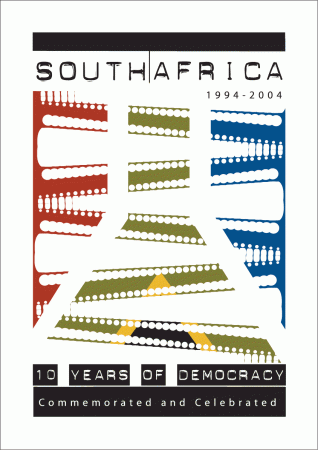 SOUTH AFRICA
1994-2004
10 YEARS OF DEMOCRACY
Commemorated and Celebrated